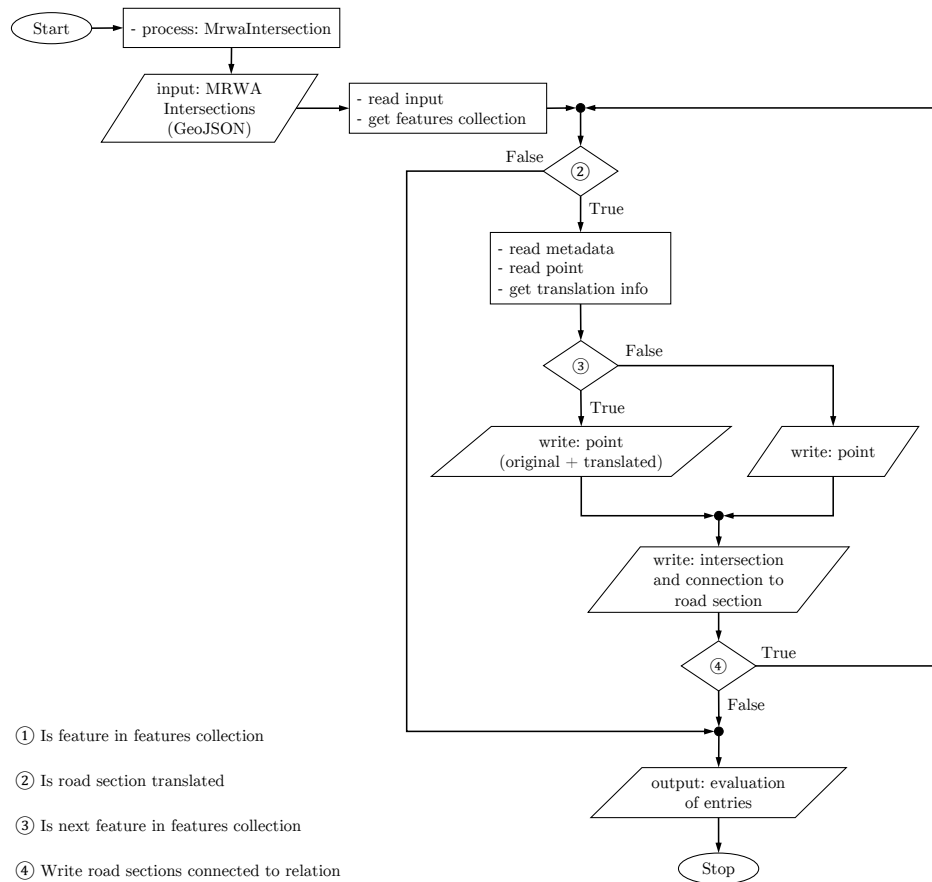 Start
- process: MrwaIntersection
input: MRWA
Intersections
(GeoJSON)
- read input
- get features collection
False
②
True
- read metadata
- read point
- get translation info
③
False
True
write: point
(original + translated)
write: point
write: intersection
and connection to
road section
④
True
False
output: evaluation
of entries
Stop
① Is feature in features collection
② Is road section translated
③ Is next feature in features collection
④ Write road sections connected to relation